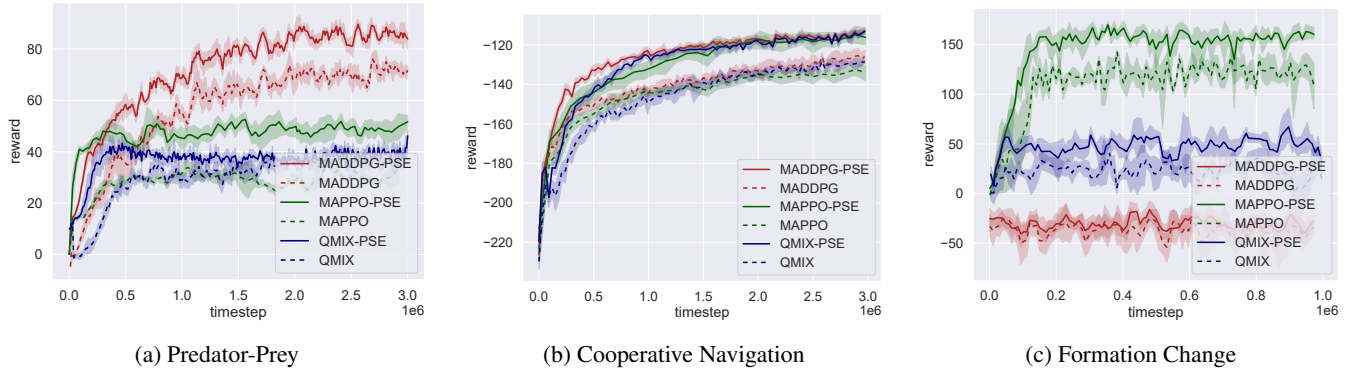 reward
80
60
40
20
0
MADDPG-PSE
MADDPG
MAPPO-PSE
MAPPO
QMIX-PSE
QMIX
0.0 0.5 1.0 1.5 2.0 2.5 3.0
timestep
1e6
(a) Predator-Prey
reward
−120
−140
−160
−180
−200
−220
MADDPG-PSE
MADDPG
MAPPO-PSE
MAPPO
QMIX-PSE
QMIX
0.0 0.5 1.0 1.5 2.0 2.5 3.0
timestep
1e6
(b) Cooperative Navigation
reward
150
100
50
0
−50
MADDPG-PSE
MADDPG
MAPPO-PSE
MAPPO
QMIX-PSE
QMIX
0.0 0.2 0.4 0.6 0.8 1.0
timestep
1e6
(c) Formation Change